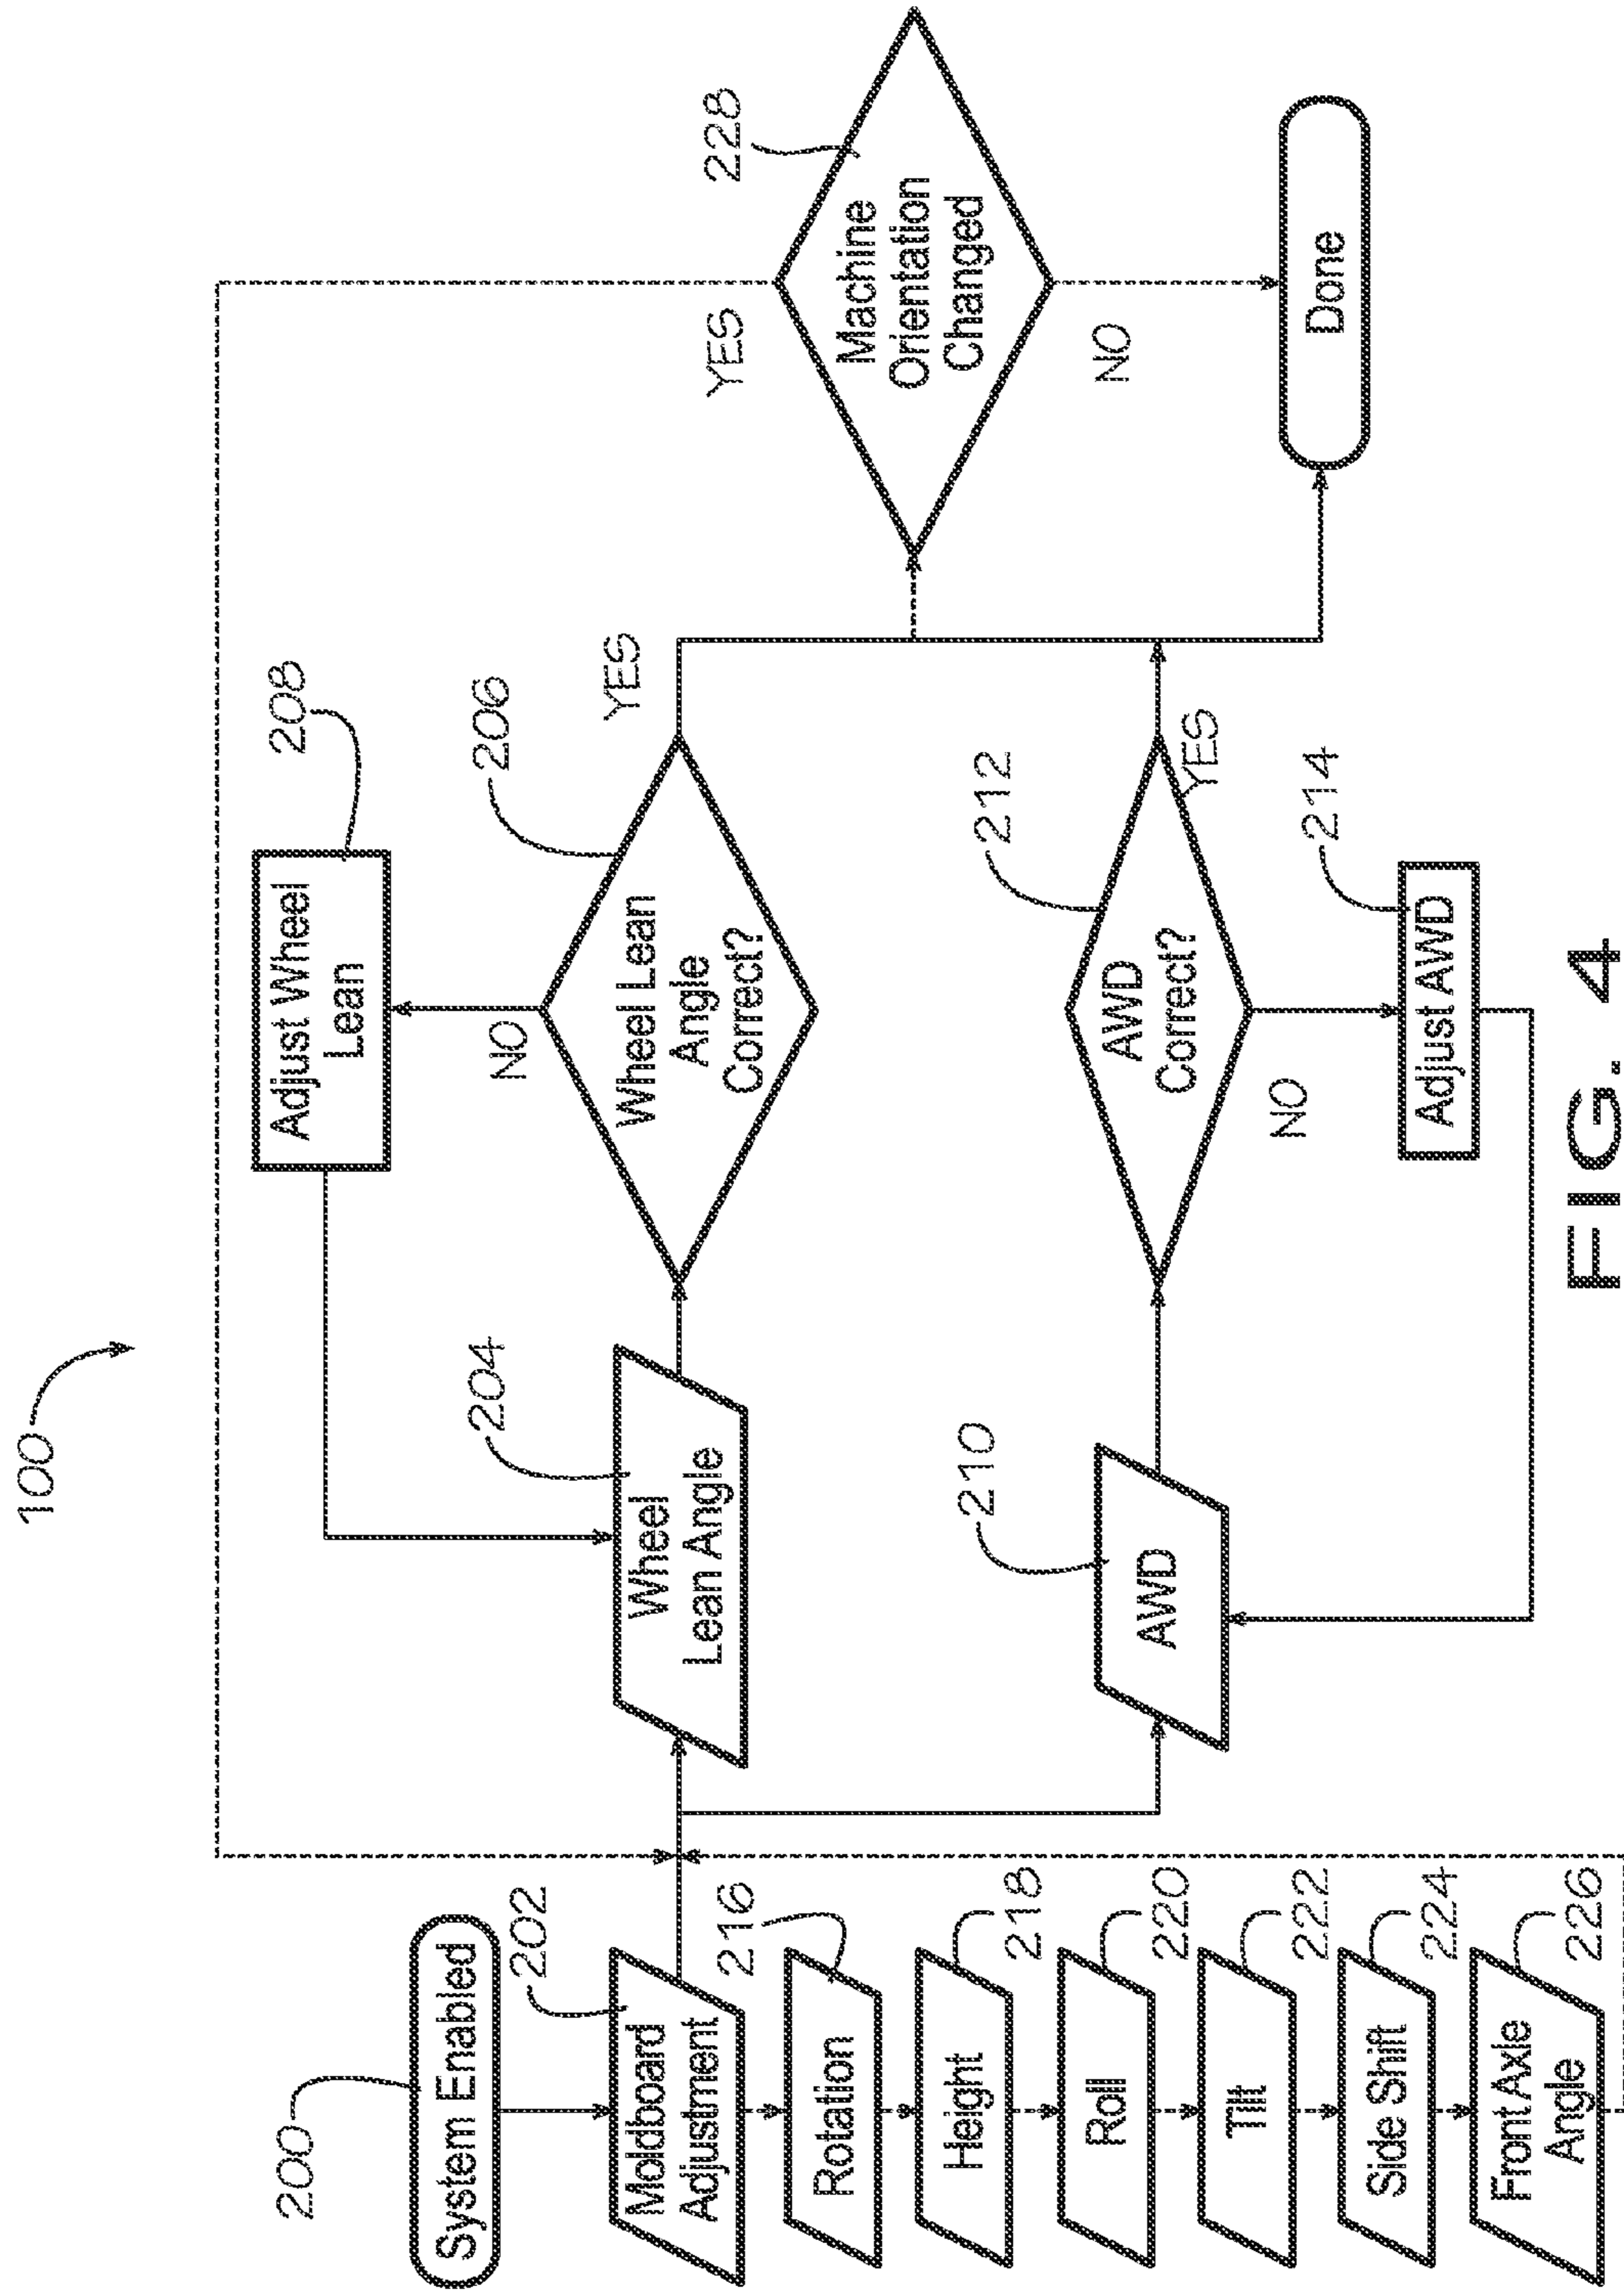 100
200
System Enabled
202
Moldboard
Adjustment
216
Rotation
Height
218
Roll
220
Tilt
222
Side Shift
224
Front Axle
Angle
226
204
Wheel
Lean Angle
208
Adjust Wheel
Lean
NO
206
Wheel Lean
Angle
Correct?
YES
210
AWD
212
AWD
Correct?
YES
NO
214
Adjust AWD
228
Machine
Orientation
Changed
YES
NO
Done
FIG. 4